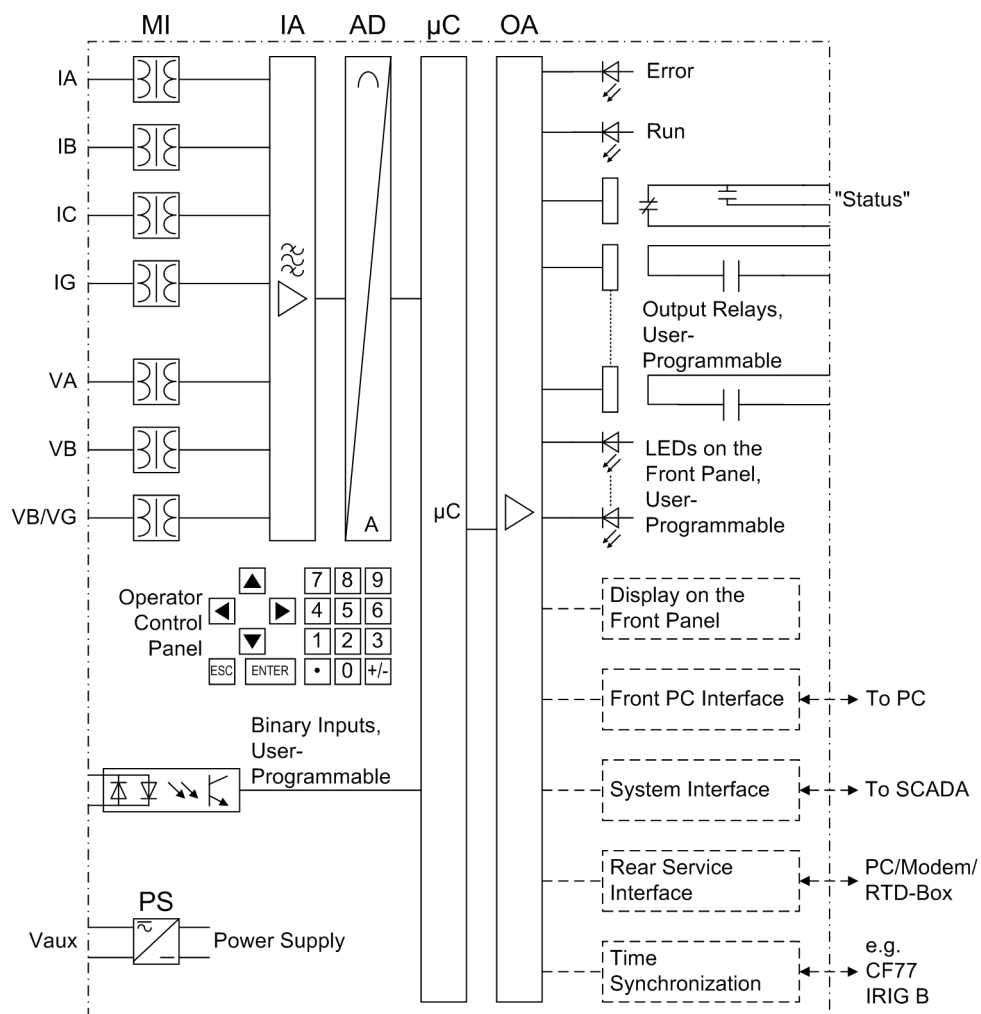 MI IA AD µC OA
IA
IB
IC
IG
VA
VB
VB/VG
A
µC
Error
Run
"Status"
Output Relays,
User-
Programmable
LEDs on the
Front Panel,
User-
Programmable
Operator
Control
Panel
7 8 9
4 5 6
1 2 3
ESC ENTER • 0 +/-
Display on the
Front Panel
Front PC Interface
To PC
Binary Inputs,
User-
Programmable
System Interface
To SCADA
Rear Service
Interface
PC/Modem/
RTD-Box
PS
Vaux
Power Supply
Time
Synchronization
e.g.
CF77
IRIG B